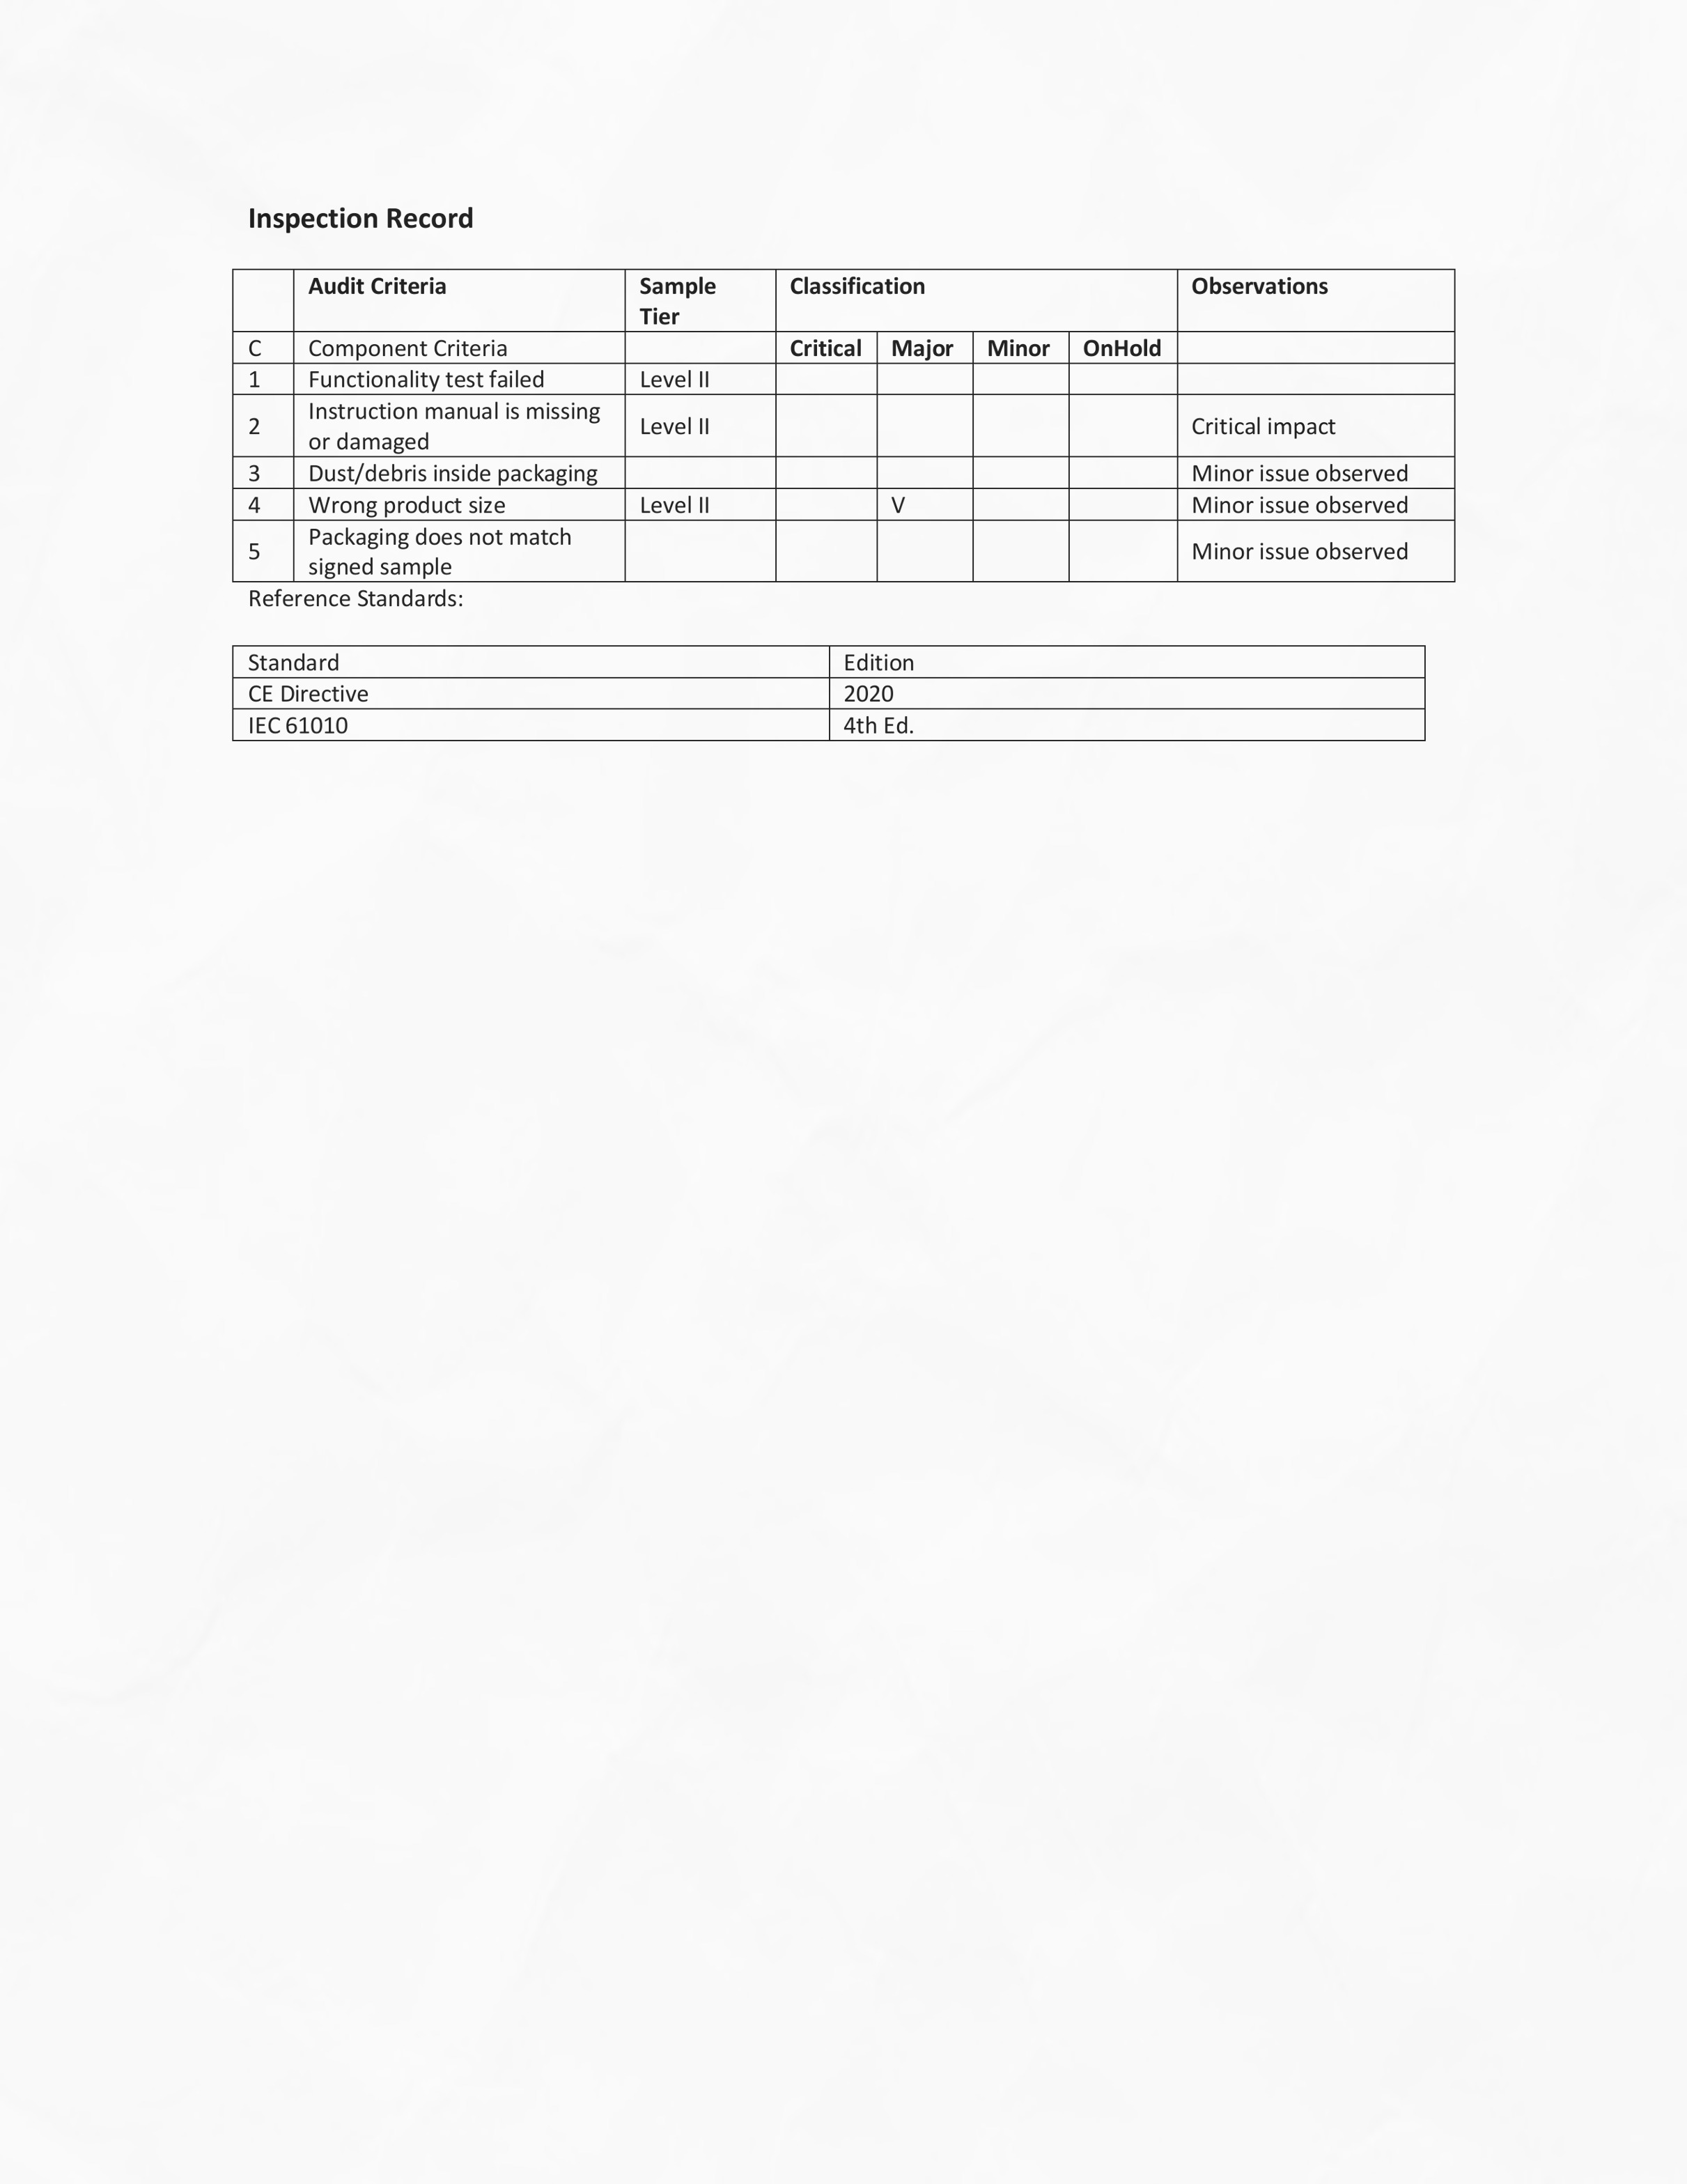 Inspection Record
Audit Criteria Sample Tier Classification Observations
C Component Criteria Critical Major Minor OnHold
1 Functionality test failed Level II
2 Instruction manual is missing or damaged Level II Critical impact
3 Dust/debris inside packaging Minor issue observed
4 Wrong product size Level II V Minor issue observed
5 Packaging does not match signed sample Minor issue observed
Reference Standards:
Standard Edition
CE Directive 2020
IEC 61010 4th Ed.